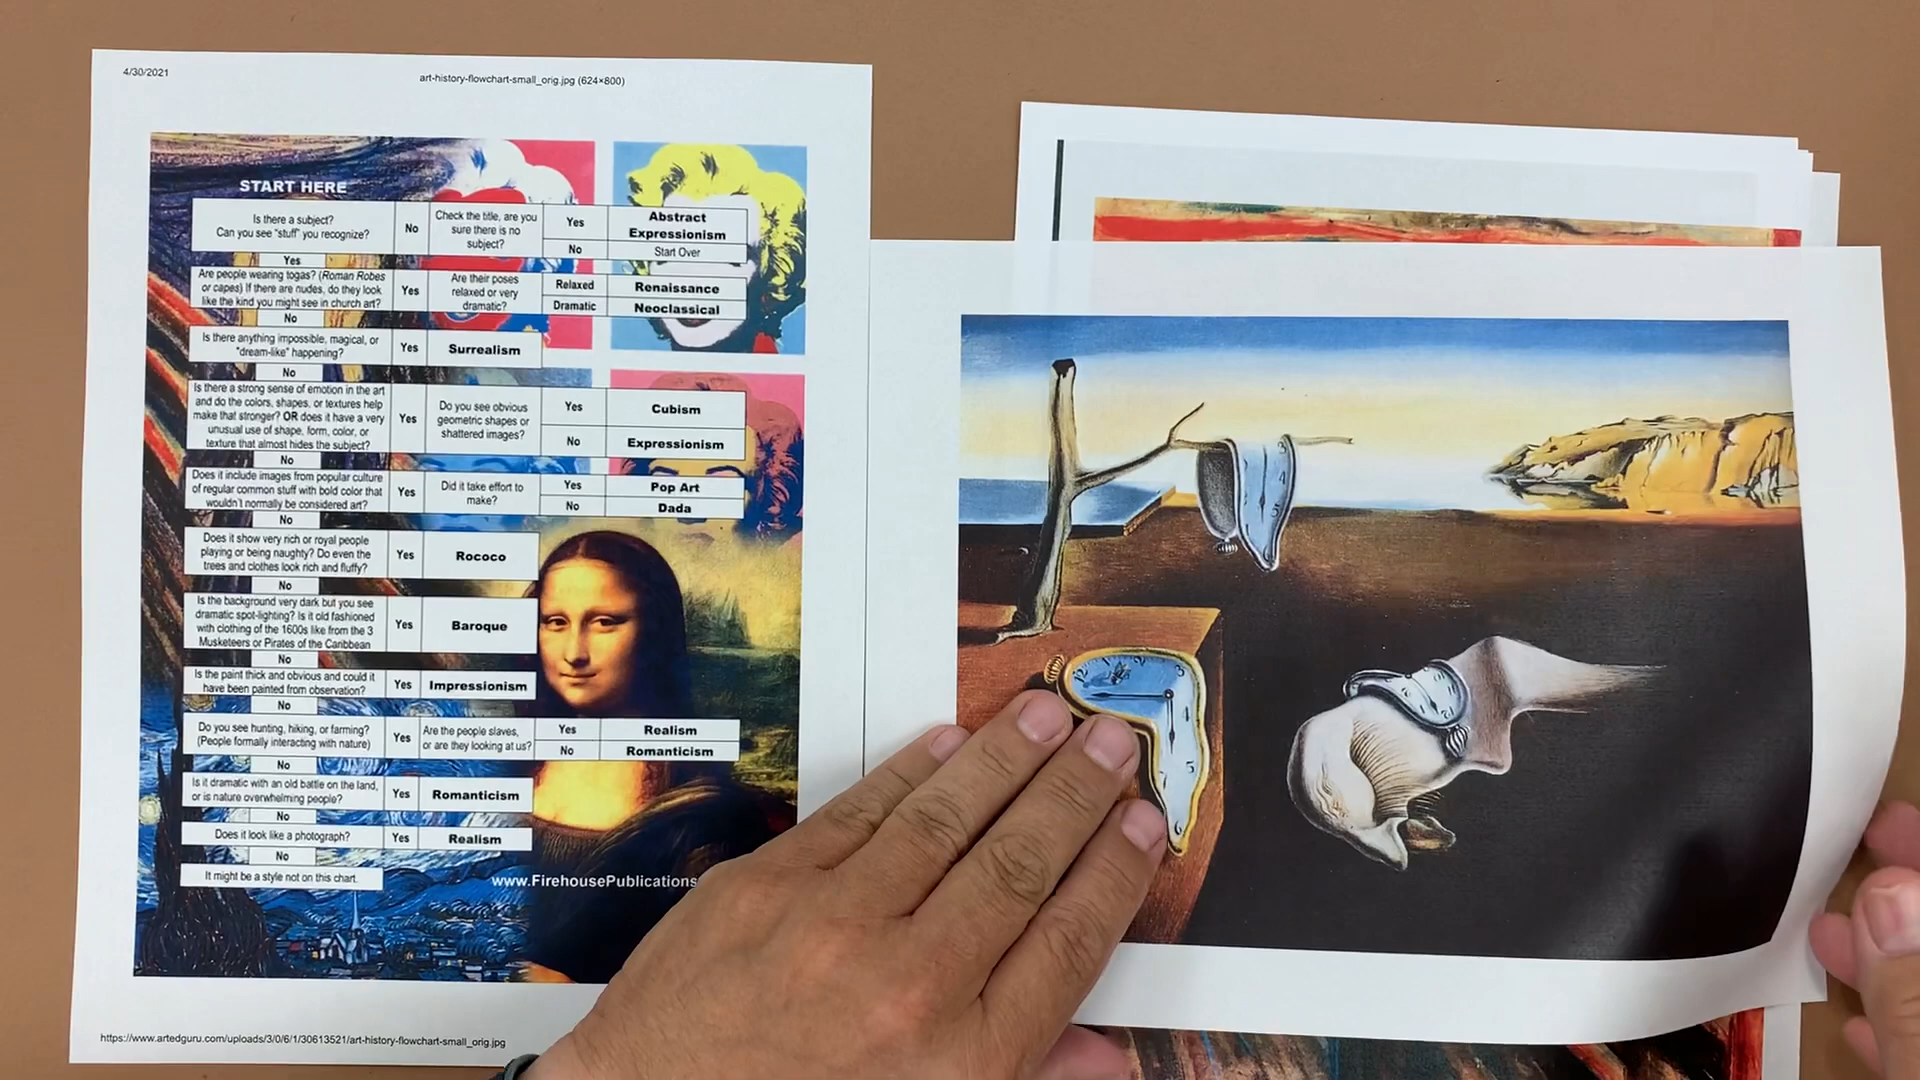 4/30/2021
art-history-flowchart-small_orig.jpg (624×800)
START HERE
Is there a subject?
Can you see "stuff" you recognize?
No
Check the title, are you
sure there is no
subject?
Yes
Abstract
Expressionism
No
Start Over
Yes
Are people wearing togas? (Roman Robes
or capes) If there are nudes, do they look
like the kind you might see in church art?
Yes
Are their poses
relaxed or very
dramatic?
Relaxed
Renaissance
Dramatic
Neoclassical
No
Is there anything impossible, magical, or
"dream-like" happening?
Yes
Surrealism
No
Is there a strong sense of emotion in the art
and do the colors, shapes, or textures help
make that stronger? OR does it have a very
unusual use of shape, form, color, or
texture that almost hides the subject?
Yes
Do you see obvious
geometric shapes or
shattered images?
Yes
Cubism
No
Expressionism
No
Does it include images from popular culture
of regular common stuff with bold color that
wouldn't normally be considered art?
Yes
Did it take effort to
make?
Yes
Pop Art
No
Dada
No
Does it show very rich or royal people
playing or being naughty? Do even the
trees and clothes look rich and fluffy?
Yes
Rococo
No
Is the background very dark but you see
dramatic spot-lighting? Is it old fashioned
with clothing of the 1600s like from the 3
Musketeers or Pirates of the Caribbean
Yes
Baroque
No
Is the paint thick and obvious and could it
have been painted from observation?
Yes
Impressionism
No
Do you see hunting, hiking, or farming?
(People formally interacting with nature)
Yes
Are the people slaves,
or are they looking at us?
Yes
Realism
No
Romanticism
No
Is it dramatic with an old battle on the land,
or is nature overwhelming people?
Yes
Romanticism
No
Does it look like a photograph?
Yes
Realism
No
It might be a style not on this chart.
www.FirehousePublications
https://www.artedguru.com/uploads/3/0/6/1/30613521/art-history-flowchart-small_orig.jpg